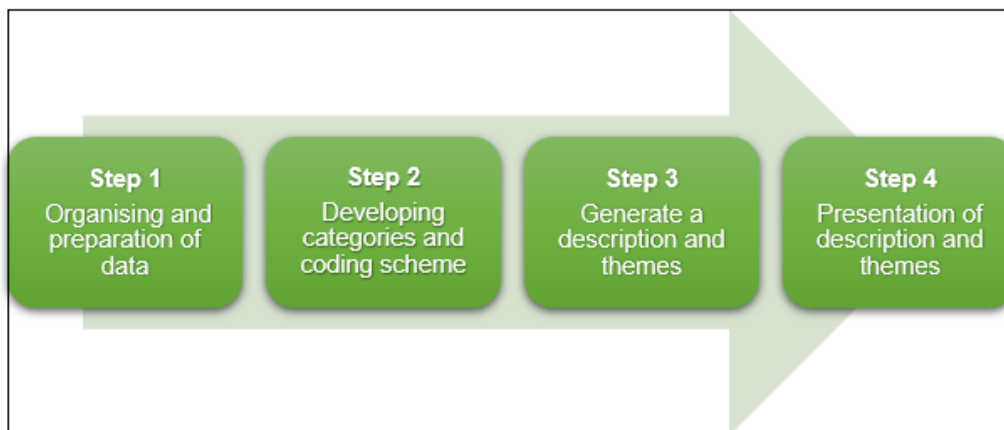 Step 1
Organising and
preparation of
data
Step 2
Developing
categories and
coding scheme
Step 3
Generate a
description and
themes
Step 4
Presentation of
description and
themes